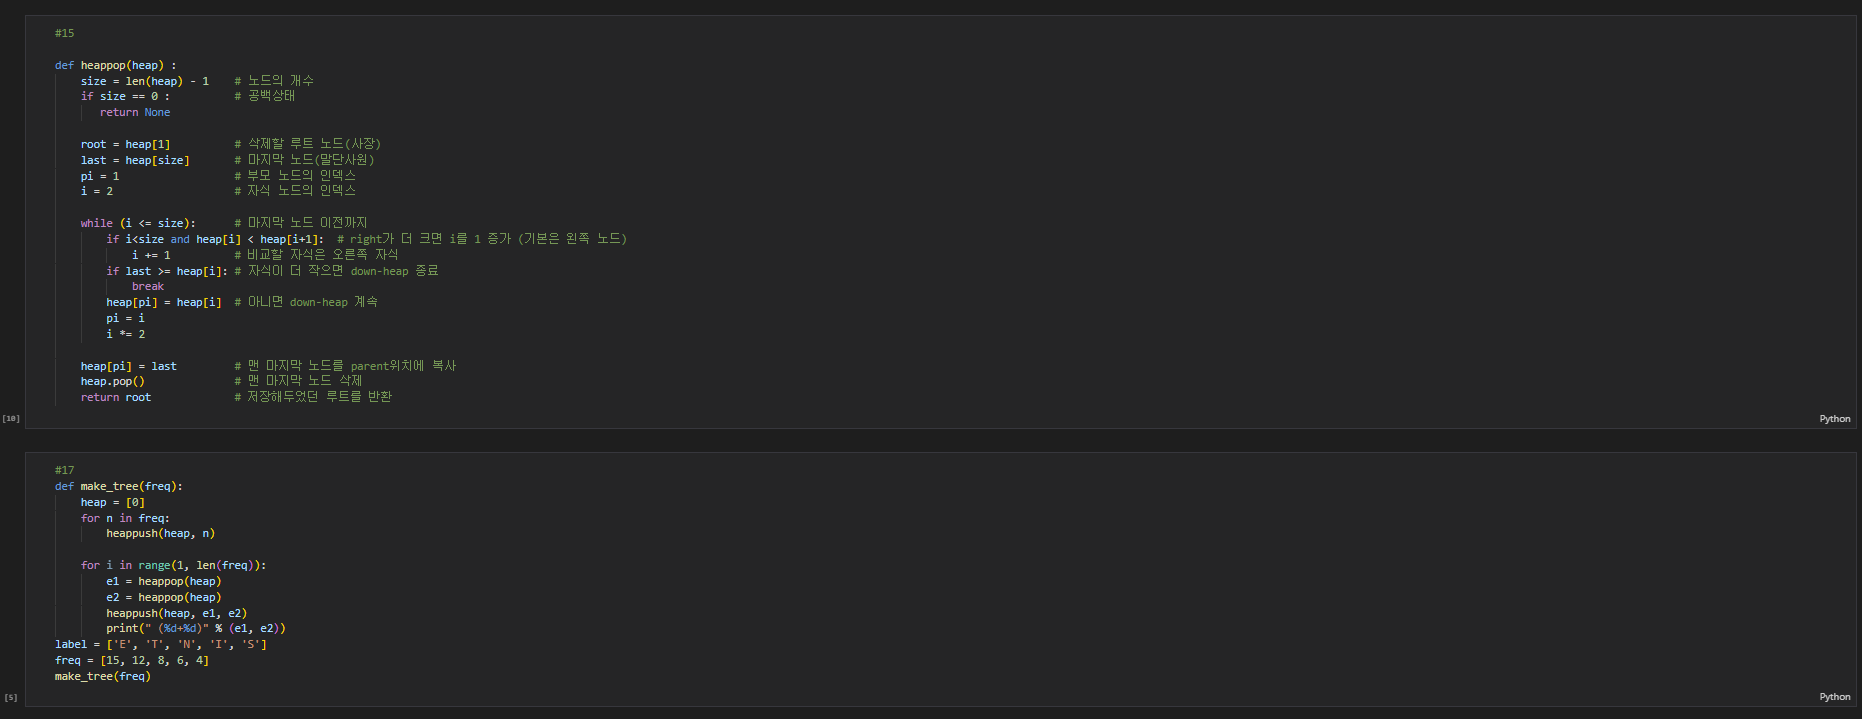 #15
def heappop(heap) :
size = len(heap) - 1 # 노드의 개수
if size == 0 : # 공백상태
return None
root = heap[1] # 삭제할 루트 노드(사장)
last = heap[size] # 마지막 노드(말단사원)
pi = 1 # 부모 노드의 인덱스
i = 2 # 자식 노드의 인덱스
while (i <= size): # 마지막 노드 이전까지
if i<size and heap[i] < heap[i+1]: # right가 더 크면 i를 1 증가 (기본은 왼쪽 노드)
i += 1 # 비교할 자식은 오른쪽 자식
if last >= heap[i]: # 자식이 더 작으면 down-heap 종료
break
heap[pi] = heap[i] # 아니면 down-heap 계속
pi = i
i *= 2
heap[pi] = last # 맨 마지막 노드를 parent위치에 복사
heap.pop() # 맨 마지막 노드 삭제
return root # 저장해두었던 루트를 반환
[10]
Python
#17
def make_tree(freq):
heap = [0]
for n in freq:
heappush(heap, n)
for i in range(1, len(freq)):
e1 = heappop(heap)
e2 = heappop(heap)
heappush(heap, e1, e2)
print(" (%d+%d)" % (e1, e2))
label = ['E', 'T', 'N', 'I', 'S']
freq = [15, 12, 8, 6, 4]
make_tree(freq)
[5]
Python